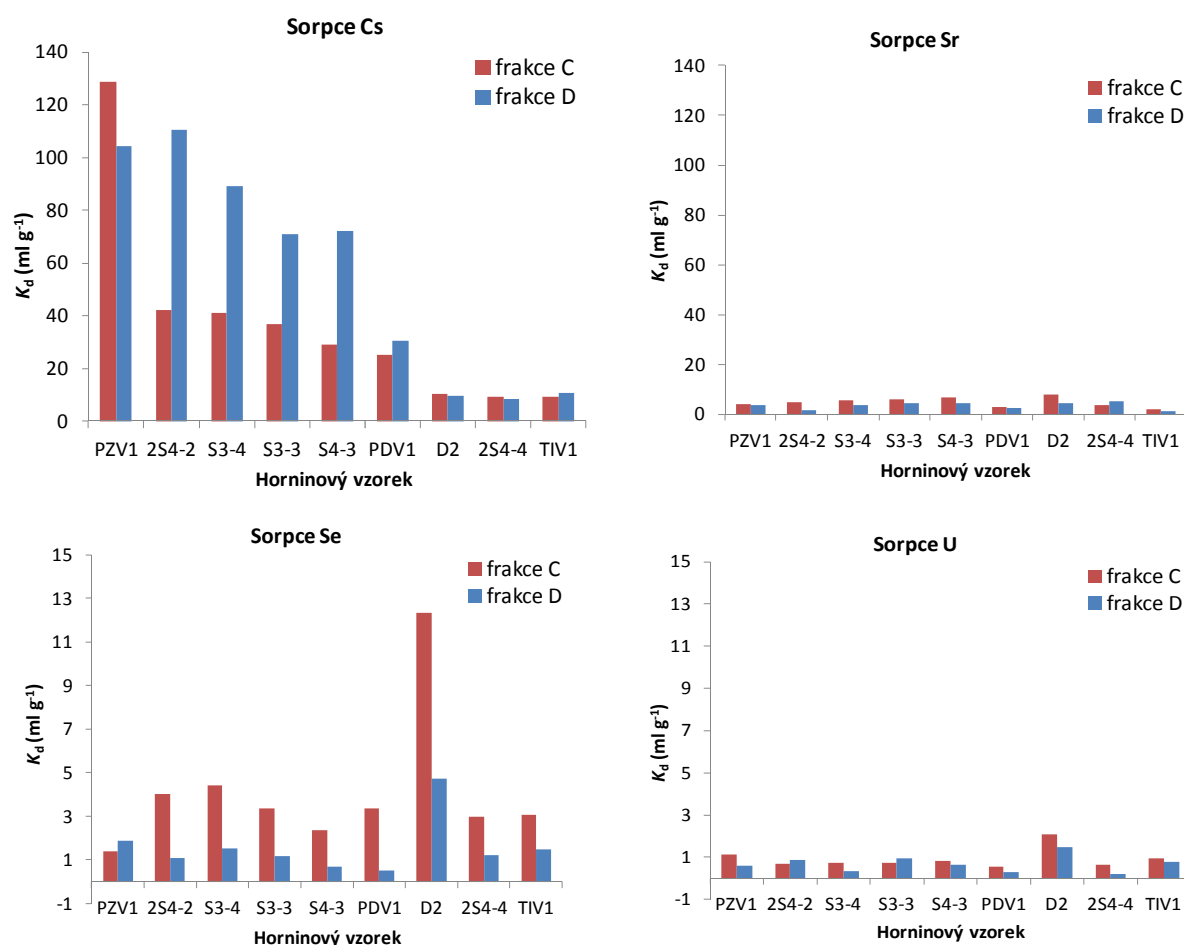 Sorpce Cs
140
120
100
80
60
40
20
0
K_d (ml g⁻¹)
frakce C
frakce D
PZV1 2S4-2 S3-4 S3-3 S4-3 PDV1 D2 2S4-4 TIV1
Horninový vzorek
Sorpce Sr
140
120
100
80
60
40
20
0
K_d (ml g⁻¹)
frakce C
frakce D
PZV1 2S4-2 S3-4 S3-3 S4-3 PDV1 D2 2S4-4 TIV1
Horninový vzorek
Sorpce Se
15
13
11
9
7
5
3
1
-1
K_d (ml g⁻¹)
frakce C
frakce D
PZV1 2S4-2 S3-4 S3-3 S4-3 PDV1 D2 2S4-4 TIV1
Horninový vzorek
Sorpce U
15
13
11
9
7
5
3
1
-1
K_d (ml g⁻¹)
frakce C
frakce D
PZV1 2S4-2 S3-4 S3-3 S4-3 PDV1 D2 2S4-4 TIV1
Horninový vzorek